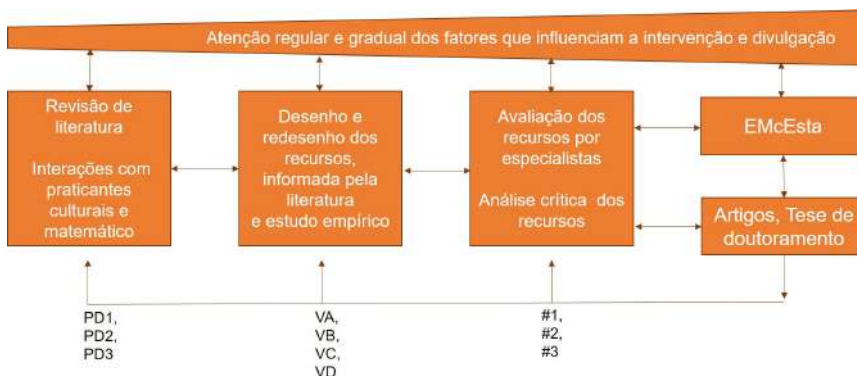 Atenção regular e gradual dos fatores que influenciam a intervenção e divulgação
Revisão de
literatura
Interações com
praticantes
culturais e
matemático
Desenho e
redesenho dos
recursos,
informada pela
literatura
e estudo empírico
Avaliação dos
recursos por
especialistas
Análise crítica dos
recursos
EMcEsta
Artigos, Tese de
doutoramento
PD1,
PD2,
PD3
VA,
VB,
VC,
VD
#1,
#2,
#3